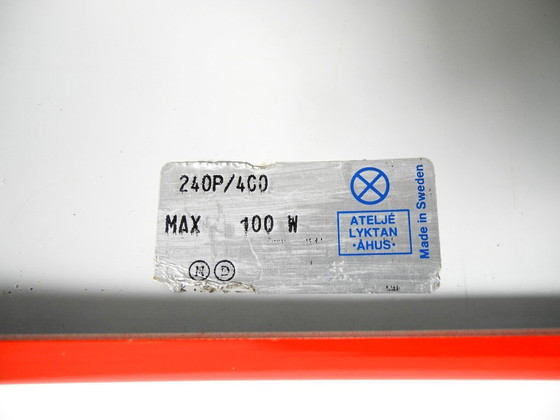 240P/400
MAX 100 W
N D
ATELJÉ
LYKTAN
·ÅHUS·
Made in Sweden